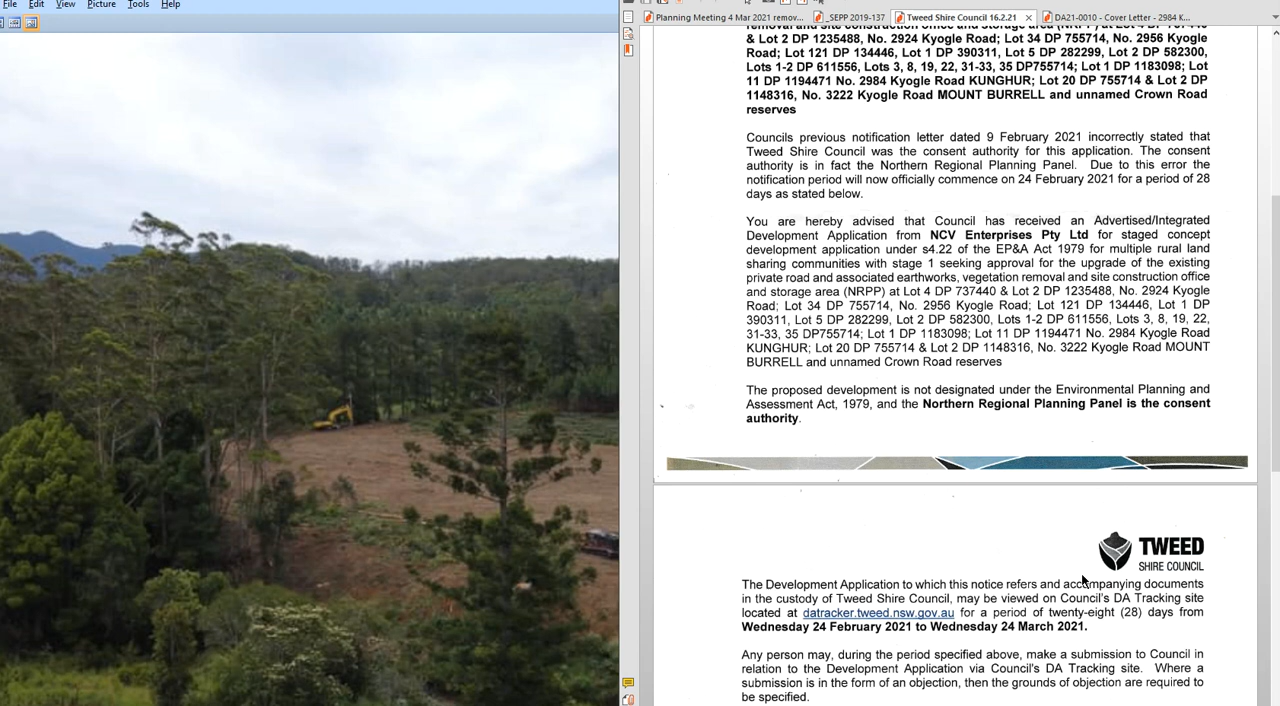 File Edit View Picture Tools Help
Planning Meeting 4 Mar 2021 remov...
_SEPP 2019-137
Tweed Shire Council 16.2.21
DA21-0010 - Cover Letter - 2984 K...
& Lot 2 DP 1235488, No. 2924 Kyogle Road; Lot 34 DP 755714, No. 2956 Kyogle
Road; Lot 121 DP 134446, Lot 1 DP 390311, Lot 5 DP 282299, Lot 2 DP 582300,
Lots 1-2 DP 611556, Lots 3, 8, 19, 22, 31-33, 35 DP755714; Lot 1 DP 1183098; Lot
11 DP 1194471 No. 2984 Kyogle Road KUNGHUR; Lot 20 DP 755714 & Lot 2 DP
1148316, No. 3222 Kyogle Road MOUNT BURRELL and unnamed Crown Road
reserves
Councils previous notification letter dated 9 February 2021 incorrectly stated that
Tweed Shire Council was the consent authority for this application. The consent
authority is in fact the Northern Regional Planning Panel. Due to this error the
notification period will now officially commence on 24 February 2021 for a period of 28
days as stated below.
You are hereby advised that Council has received an Advertised/Integrated
Development Application from NCV Enterprises Pty Ltd for staged concept
development application under s4.22 of the EP&A Act 1979 for multiple rural land
sharing communities with stage 1 seeking approval for the upgrade of the existing
private road and associated earthworks, vegetation removal and site construction office
and storage area (NRPP) at Lot 4 DP 737440 & Lot 2 DP 1235488, No. 2924 Kyogle
Road; Lot 34 DP 755714, No. 2956 Kyogle Road; Lot 121 DP 134446, Lot 1 DP
390311, Lot 5 DP 282299, Lot 2 DP 582300, Lots 1-2 DP 611556, Lots 3, 8, 19, 22,
31-33, 35 DP755714; Lot 1 DP 1183098; Lot 11 DP 1194471 No. 2984 Kyogle Road
KUNGHUR; Lot 20 DP 755714 & Lot 2 DP 1148316, No. 3222 Kyogle Road MOUNT
BURRELL and unnamed Crown Road reserves
The proposed development is not designated under the Environmental Planning and
Assessment Act, 1979, and the Northern Regional Planning Panel is the consent
authority.
TWEED
SHIRE COUNCIL
The Development Application to which this notice refers and accompanying documents
in the custody of Tweed Shire Council, may be viewed on Council's DA Tracking site
located at datracker.tweed.nsw.gov.au for a period of twenty-eight (28) days from
Wednesday 24 February 2021 to Wednesday 24 March 2021.
Any person may, during the period specified above, make a submission to Council in
relation to the Development Application via Council's DA Tracking site. Where a
submission is in the form of an objection, then the grounds of objection are required to
be specified.